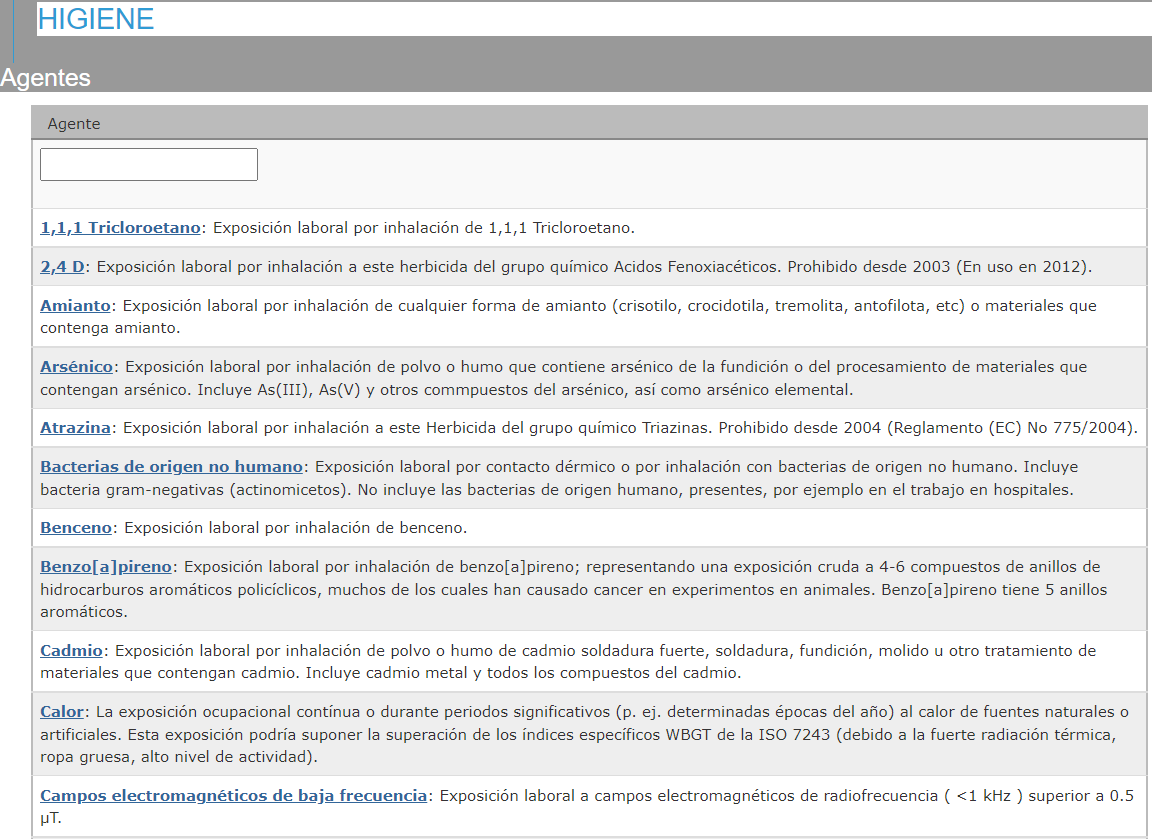 HIGIENE
Agentes
Agente
1,1,1 Tricloroetano: Exposición laboral por inhalación de 1,1,1 Tricloroetano.
2,4 D: Exposición laboral por inhalación a este herbicida del grupo químico Acidos Fenoxiacéticos. Prohibido desde 2003 (En uso en 2012).
Amianto: Exposición laboral por inhalación de cualquier forma de amianto (crisotilo, crocidotila, tremolita, antofilota, etc) o materiales que
contenga amianto.
Arsénico: Exposición laboral por inhalación de polvo o humo que contiene arsénico de la fundición o del procesamiento de materiales que
contengan arsénico. Incluye As(III), As(V) y otros commpuestos del arsénico, así como arsénico elemental.
Atrazina: Exposición laboral por inhalación a este Herbicida del grupo químico Triazinas. Prohibido desde 2004 (Reglamento (EC) No 775/2004).
Bacterias de origen no humano: Exposición laboral por contacto dérmico o por inhalación con bacterias de origen no humano. Incluye
bacteria gram-negativas (actinomicetos). No incluye las bacterias de origen humano, presentes, por ejemplo en el trabajo en hospitales.
Benceno: Exposición laboral por inhalación de benceno.
Benzo[a]pireno: Exposición laboral por inhalación de benzo[a]pireno; representando una exposición cruda a 4-6 compuestos de anillos de
hidrocarburos aromáticos policíclicos, muchos de los cuales han causado cancer en experimentos en animales. Benzo[a]pireno tiene 5 anillos
aromáticos.
Cadmio: Exposición laboral por inhalación de polvo o humo de cadmio soldadura fuerte, soldadura, fundición, molido u otro tratamiento de
materiales que contengan cadmio. Incluye cadmio metal y todos los compuestos del cadmio.
Calor: La exposición ocupacional contínua o durante periodos significativos (p. ej. determinadas épocas del año) al calor de fuentes naturales o
artificiales. Esta exposición podría suponer la superación de los índices específicos WBGT de la ISO 7243 (debido a la fuerte radiación térmica,
ropa gruesa, alto nivel de actividad).
Campos electromagnéticos de baja frecuencia: Exposición laboral a campos electromagnéticos de radiofrecuencia ( <1 kHz ) superior a 0.5
µT.